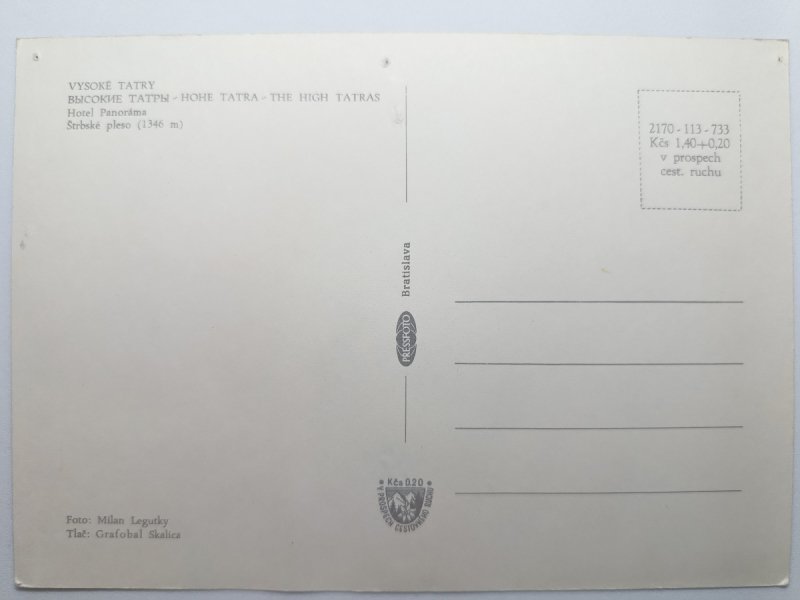 VYSOKÉ TATRY
ВЫСОКИЕ ТАТРЫ - HOHE TATRA - THE HIGH TATRAS
Hotel Panoráma
Štrbské pleso (1346 m)
2170 - 113 - 733
Kčs 1,40+0,20
v prospech
cest. ruchu
Bratislava
PRESSFOTO
Kčs 0.20
V PROSPECH CESTOVNÉHO RUCHU
Foto: Milan Legutky
Tlač: Grafobal Skalica